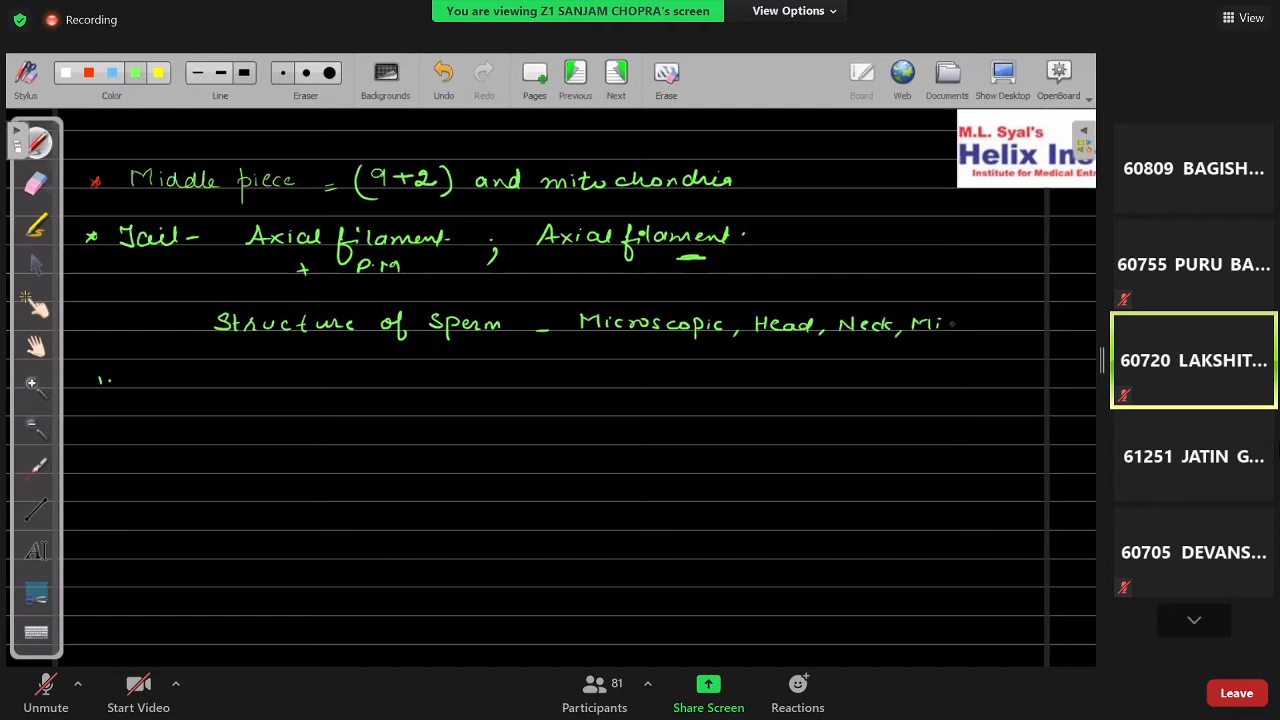 Recording
You are viewing Z1 SANJAM CHOPRA's screen
View Options
View
Stylus
Color
Line
Eraser
Backgrounds
Undo
Redo
Pages
Previous
Next
Erase
Board
Web
Documents
Show Desktop
OpenBoard
M.L. Syal's
Helix Ins
Institute for Medical Entr
* Middle piece = (9+2) and mitochondria
* Tail - Axial filament ; Axial filament.
+ P.M
Structure of Sperm - Microscopic, Head, Neck, Mi
1.
60809 BAGISH...
60755 PURU BA...
60720 LAKSHIT...
61251 JATIN G...
60705 DEVANS...
Unmute
Start Video
81
Participants
Share Screen
Reactions
Leave